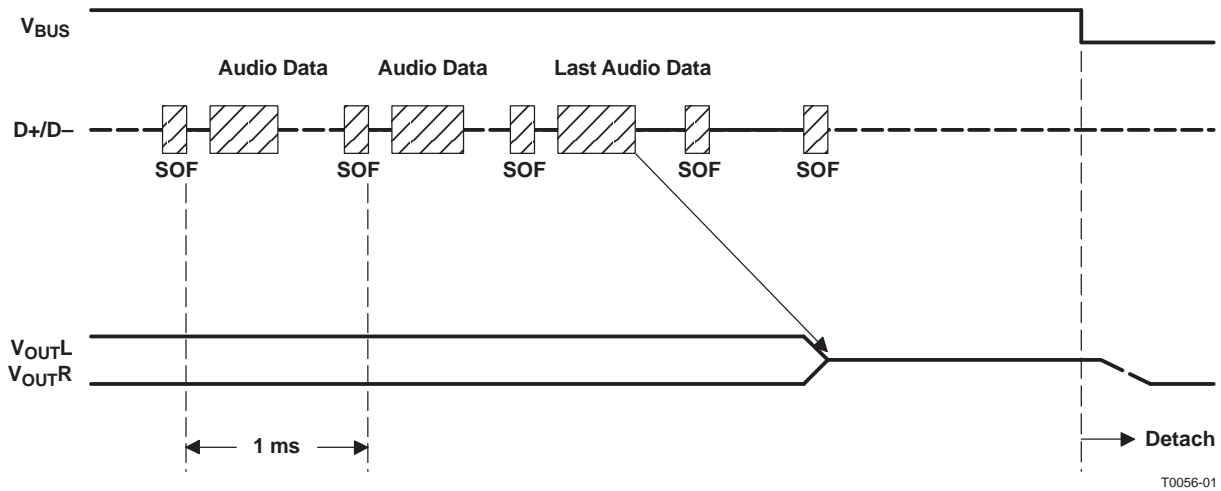 VBUS
Audio Data
Audio Data
Last Audio Data
D+/D–
SOF
SOF
SOF
SOF
SOF
VOUTL
VOUTR
1 ms
Detach
T0056-01